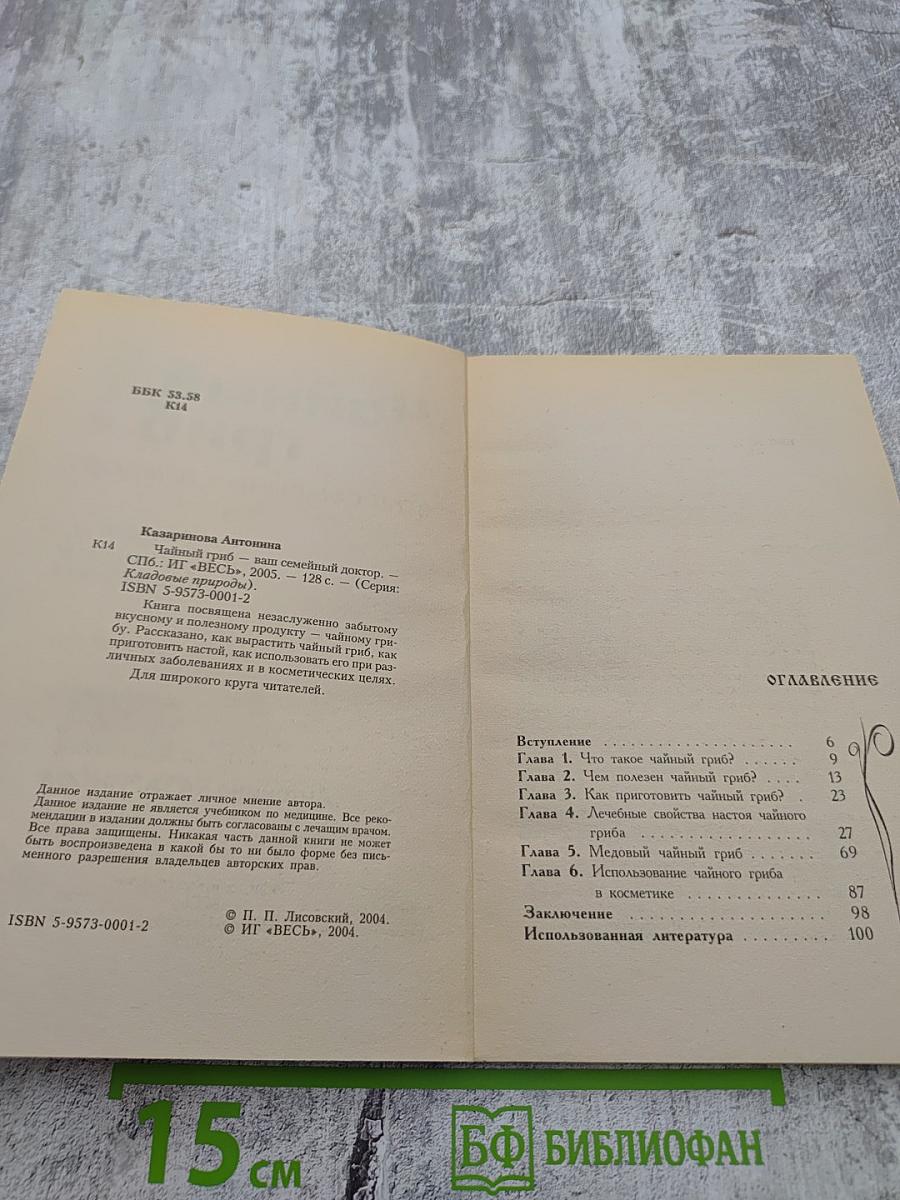 ББК 53.58
К14
Казаринова Антонина
К14 Чайный гриб — ваш семейный доктор. —
СПб.: ИГ «ВЕСЬ», 2005. — 128 с. — (Серия:
Кладовые природы).
ISBN 5-9573-0001-2
Книга посвящена незаслуженно забытому
вкусному и полезному продукту — чайному гри-
бу. Рассказано, как вырастить чайный гриб, как
приготовить настой, как использовать его при раз-
личных заболеваниях и в косметических целях.
Для широкого круга читателей.
Данное издание отражает личное мнение автора.
Данное издание не является учебником по медицине. Все реко-
мендации в издании должны быть согласованы с лечащим врачом.
Все права защищены. Никакая часть данной книги не может
быть воспроизведена в какой бы то ни было форме без пись-
менного разрешения владельцев авторских прав.
ISBN 5-9573-0001-2
© П. П. Лисовский, 2004.
© ИГ «ВЕСЬ», 2004.
ОГЛАВЛЕНИЕ
Вступление . . . . . . . . . . . . . . . . . . . . . 6
Глава 1. Что такое чайный гриб? . . . . . . 9
Глава 2. Чем полезен чайный гриб? . . . . 13
Глава 3. Как приготовить чайный гриб? . 23
Глава 4. Лечебные свойства настоя чайного
гриба . . . . . . . . . . . . . . . . . . 27
Глава 5. Медовый чайный гриб . . . . . . . 69
Глава 6. Использование чайного гриба
в косметике . . . . . . . . . . . . . . 87
Заключение . . . . . . . . . . . . . . . . . . . . . 98
Использованная литература . . . . . . . . . 100
15 см
БФ БИБЛИОФАН